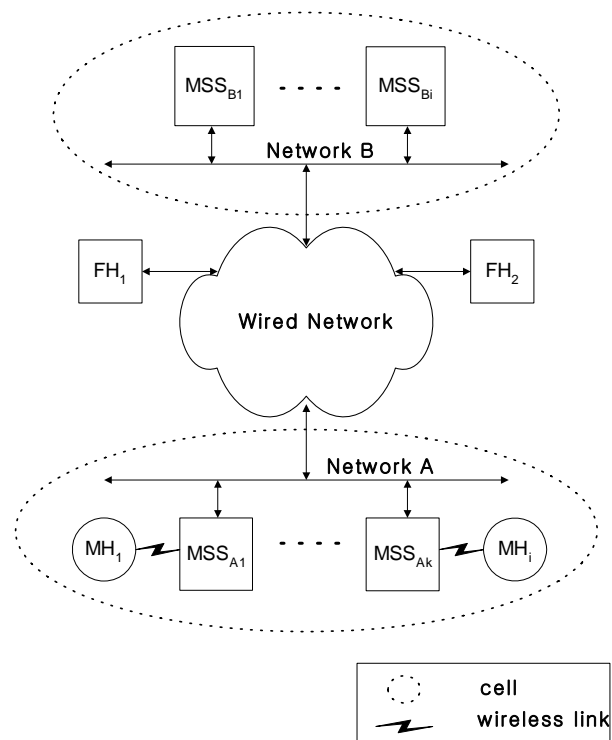 MSS_B1 - - - - MSS_Bi
Network B
FH_1
FH_2
Wired Network
Network A
MH_1
MSS_A1 - - - - MSS_Ak
MH_i
cell
wireless link